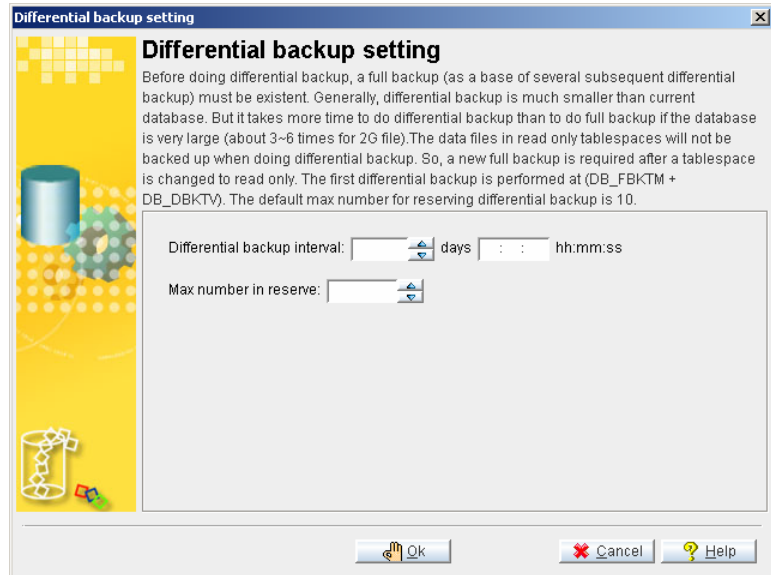 Differential backup setting
Differential backup setting
Before doing differential backup, a full backup (as a base of several subsequent differential
backup) must be existent. Generally, differential backup is much smaller than current
database. But it takes more time to do differential backup than to do full backup if the database
is very large (about 3~6 times for 2G file).The data files in read only tablespaces will not be
backed up when doing differential backup. So, a new full backup is required after a tablespace
is changed to read only. The first differential backup is performed at (DB_FBKTM +
DB_DBKTV). The default max number for reserving differential backup is 10.
Differential backup interval: days : : hh:mm:ss
Max number in reserve:
Ok Cancel Help